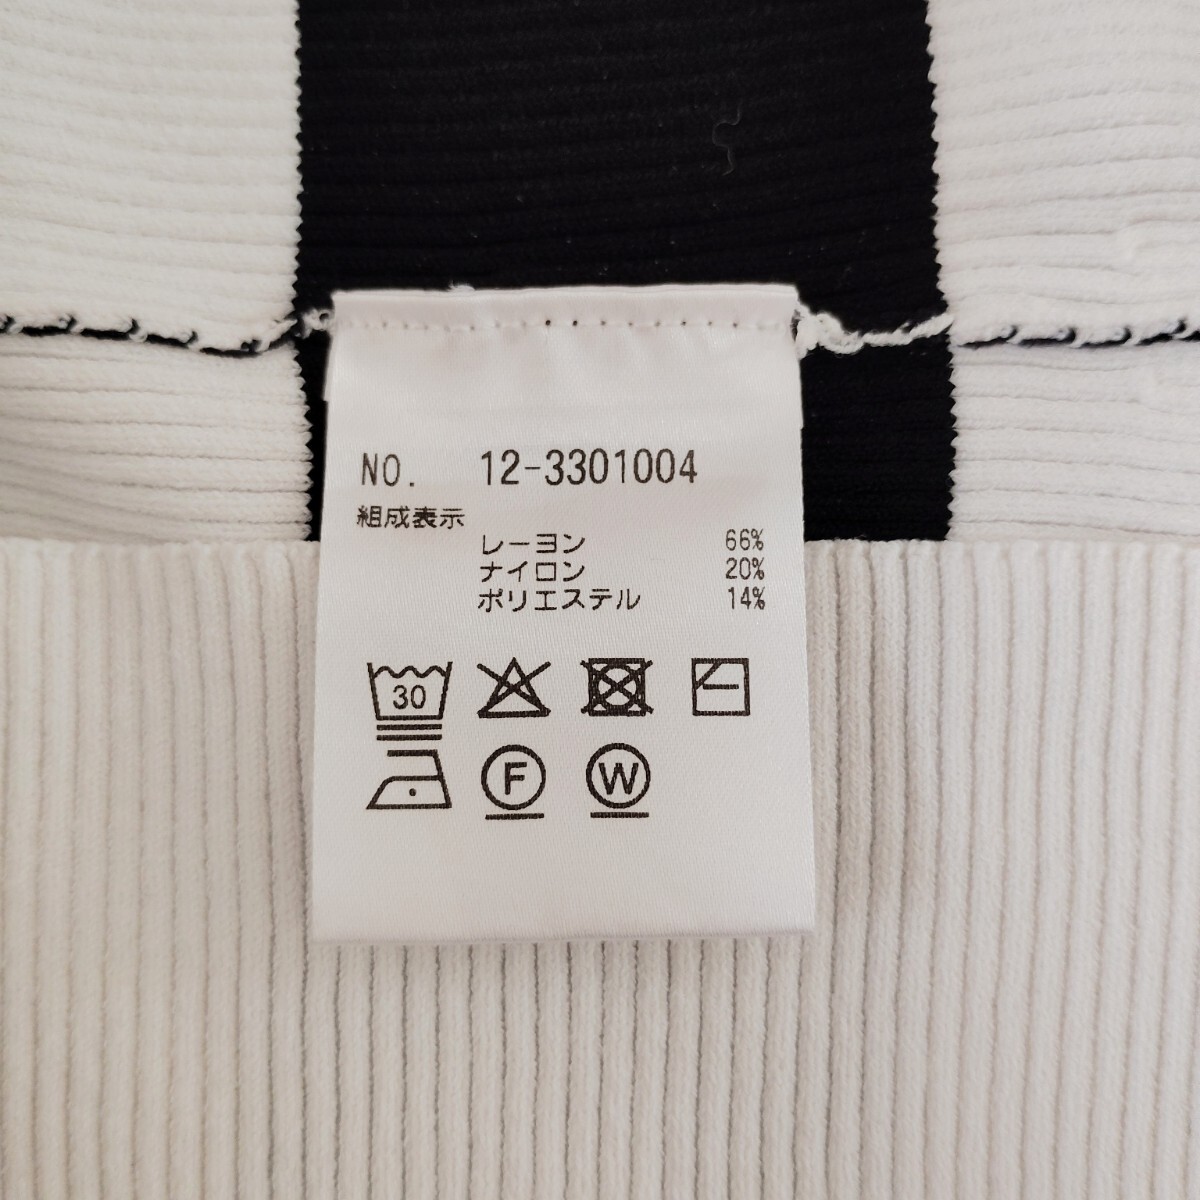 NO. 12-3301004
組成表示
レーヨン 66%
ナイロン 20%
ポリエステル 14%
30
F W